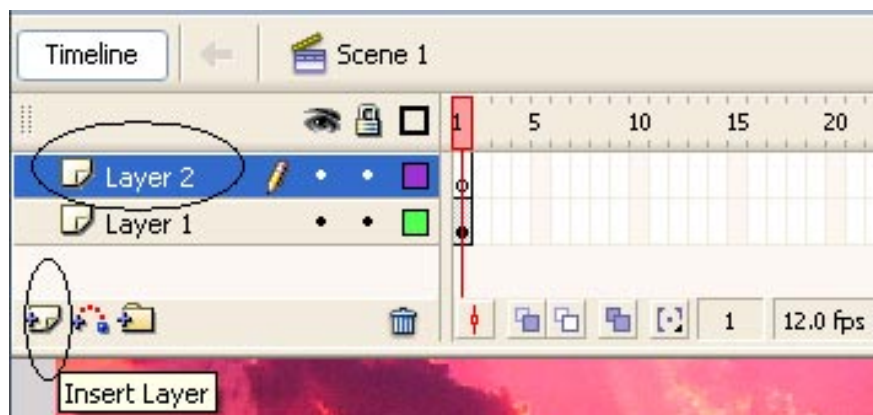 Timeline Scene 1
1 5 10 15 20
Layer 2
Layer 1
1 12.0 fps
Insert Layer